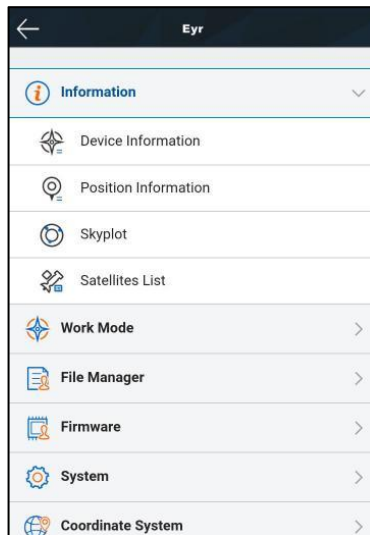 Eyr
Information
Device Information
Position Information
Skyplot
Satellites List
Work Mode
File Manager
Firmware
System
Coordinate System